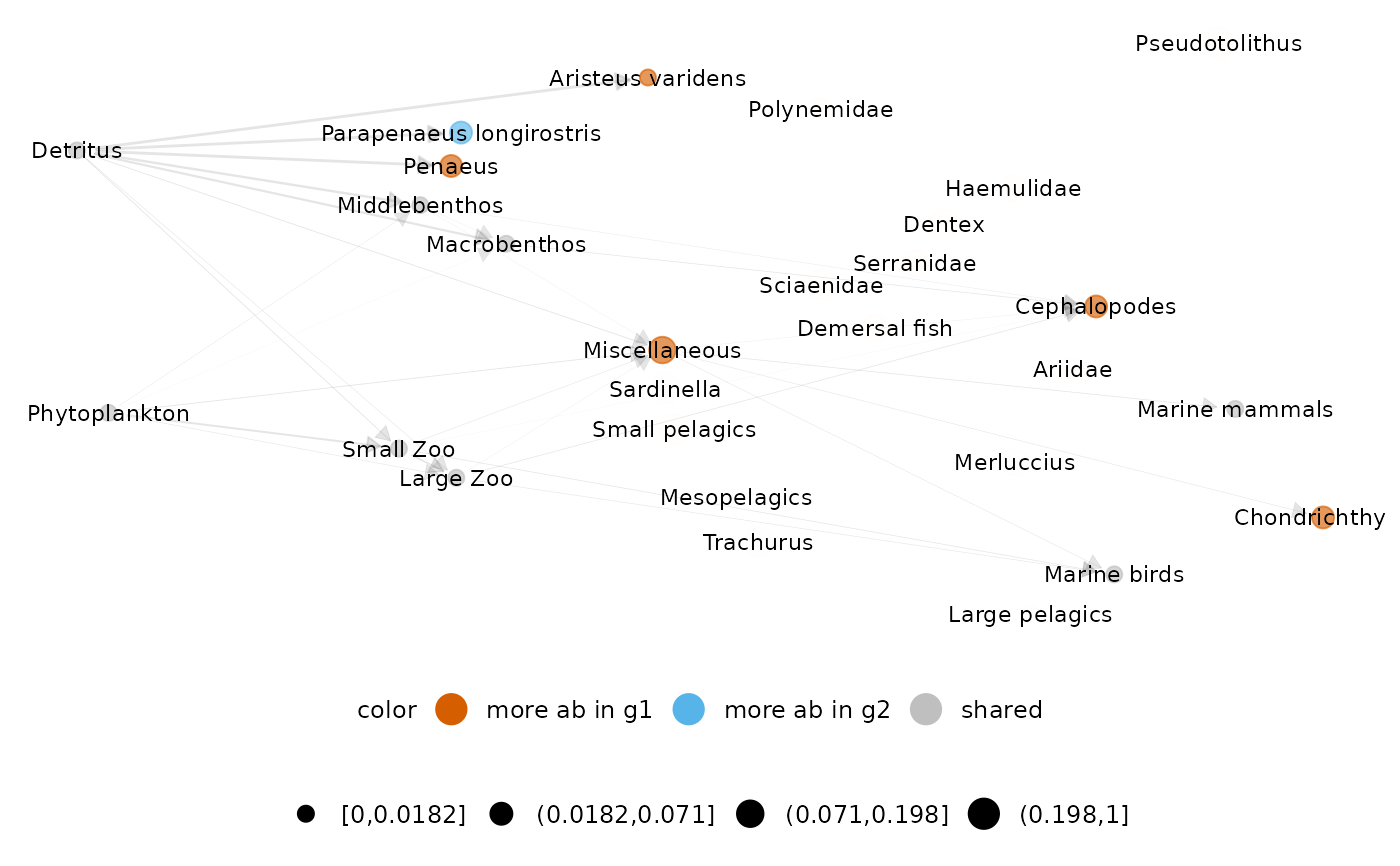 Pseudotolithus
Aristeus varidens
Polynemidae
Parapenaeus longirostris
Detritus
Penaeus
Haemulidae
Middlebenthos
Dentex
Macrobenthos
Serranidae
Sciaenidae
Cephalopodes
Demersal fish
Miscellaneous
Ariidae
Sardinella
Marine mammals
Phytoplankton
Small pelagics
Small Zoo
Merluccius
Large Zoo
Mesopelagics
Chondrichthy
Trachurus
Marine birds
Large pelagics
color more ab in g1 more ab in g2 shared
[0,0.0182] (0.0182,0.071] (0.071,0.198] (0.198,1]